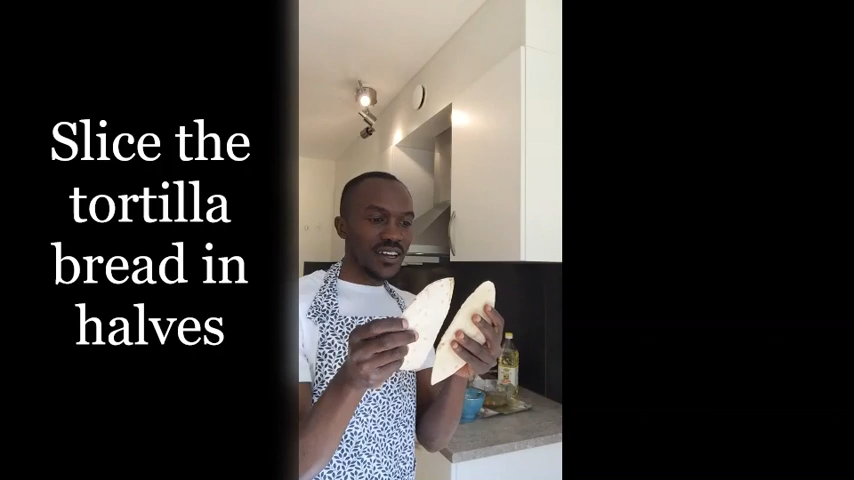 Slice the
tortilla
bread in
halves